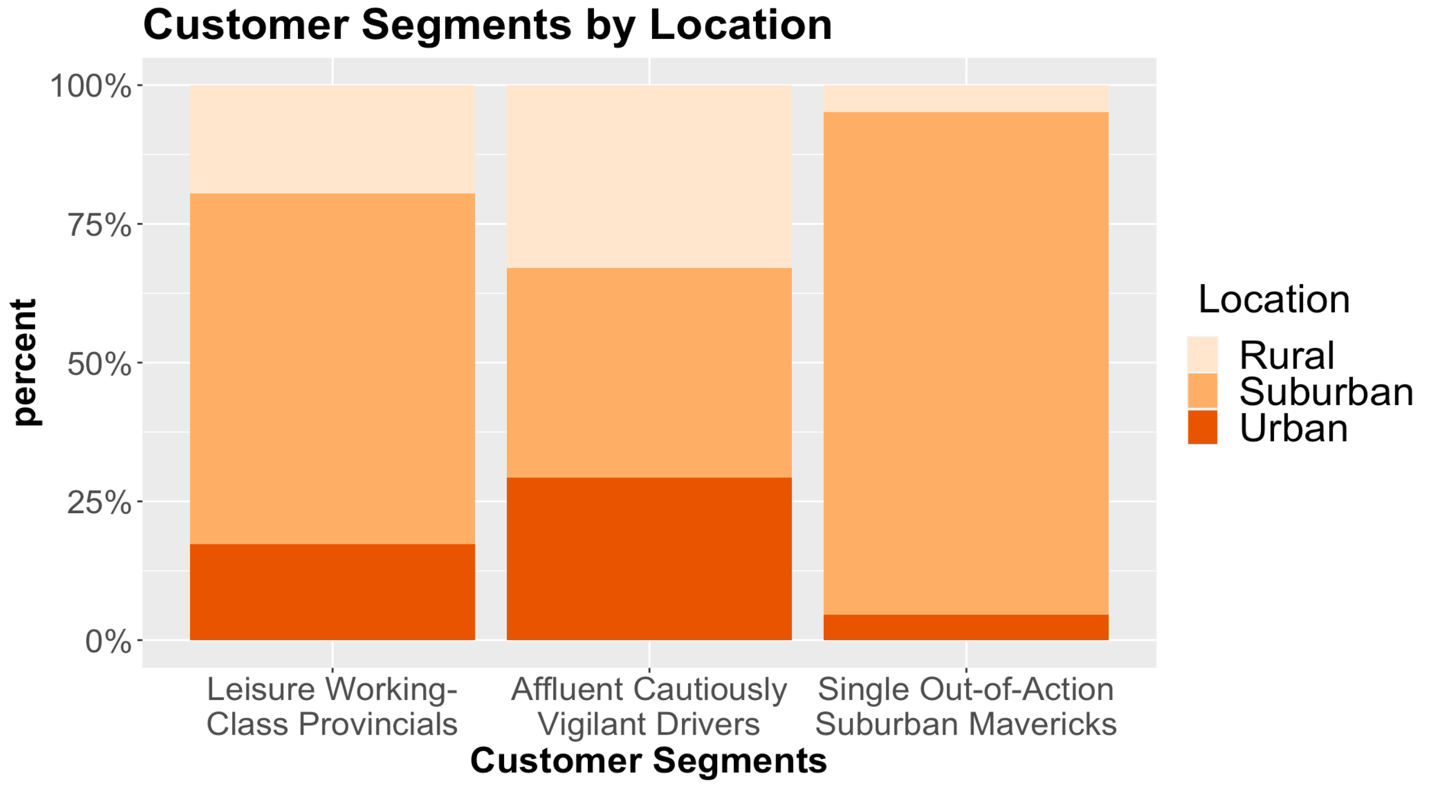 Customer Segments by Location
100%
75%
50%
25%
0%
percent
Leisure Working-
Class Provincials
Affluent Cautiously
Vigilant Drivers
Single Out-of-Action
Suburban Mavericks
Customer Segments
Location
Rural
Suburban
Urban